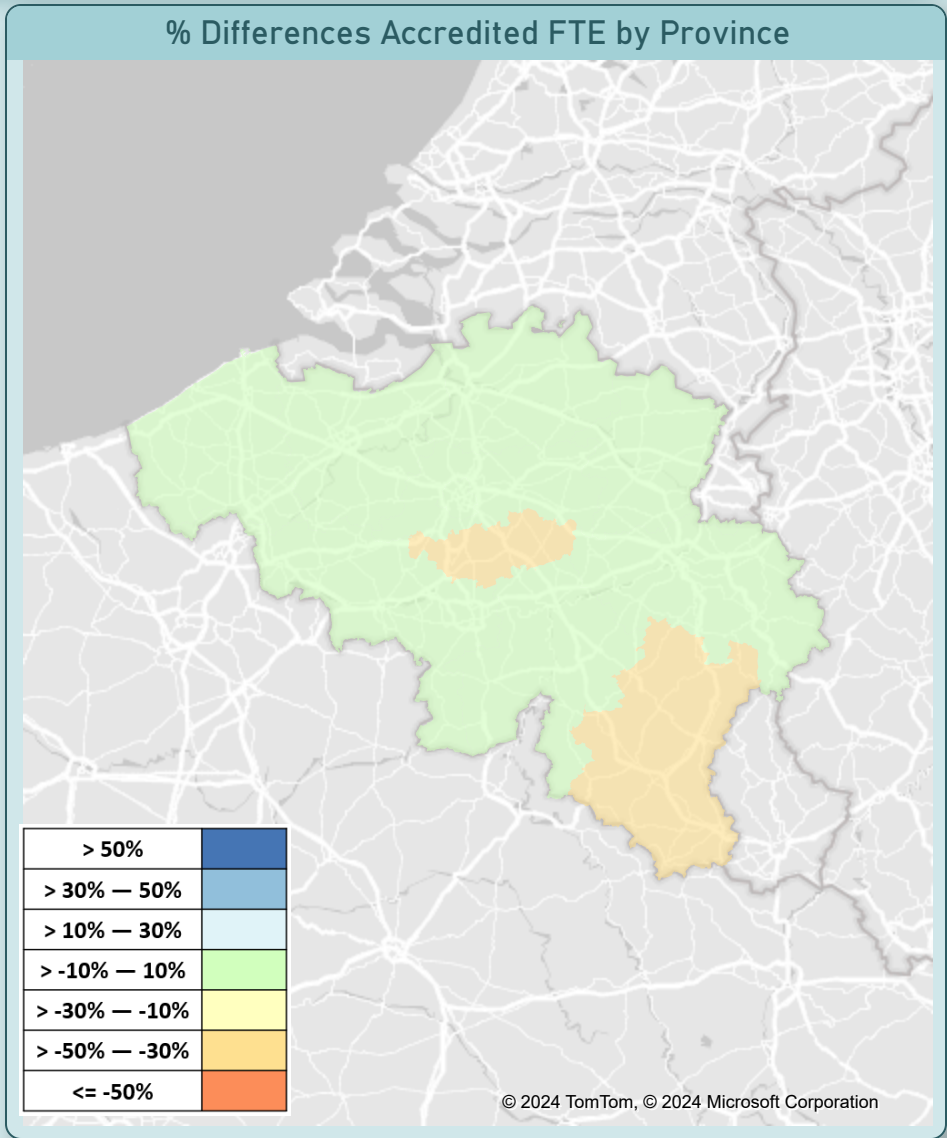 % Differences Accredited FTE by Province
> 50%
> 30% — 50%
> 10% — 30%
> -10% — 10%
> -30% — -10%
> -50% — -30%
<= -50%
© 2024 TomTom, © 2024 Microsoft Corporation